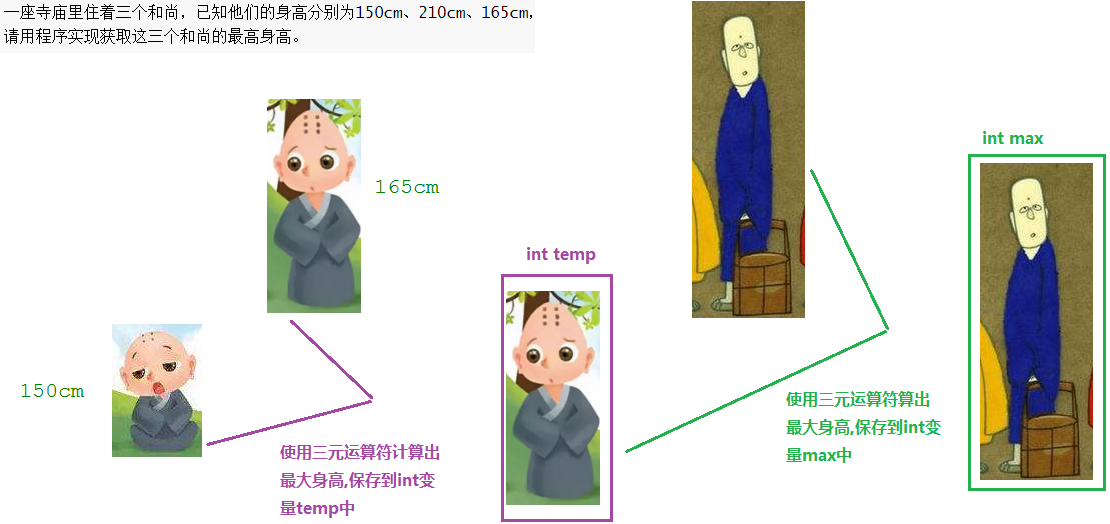 一座寺庙里住着三个和尚，已知他们的身高分别为150cm、210cm、165cm,
请用程序实现获取这三个和尚的最高身高。
165cm
150cm
使用三元运算符计算出
最大身高,保存到int变
量temp中
int temp
使用三元运算符算出
最大身高,保存到int变
量max中
int max